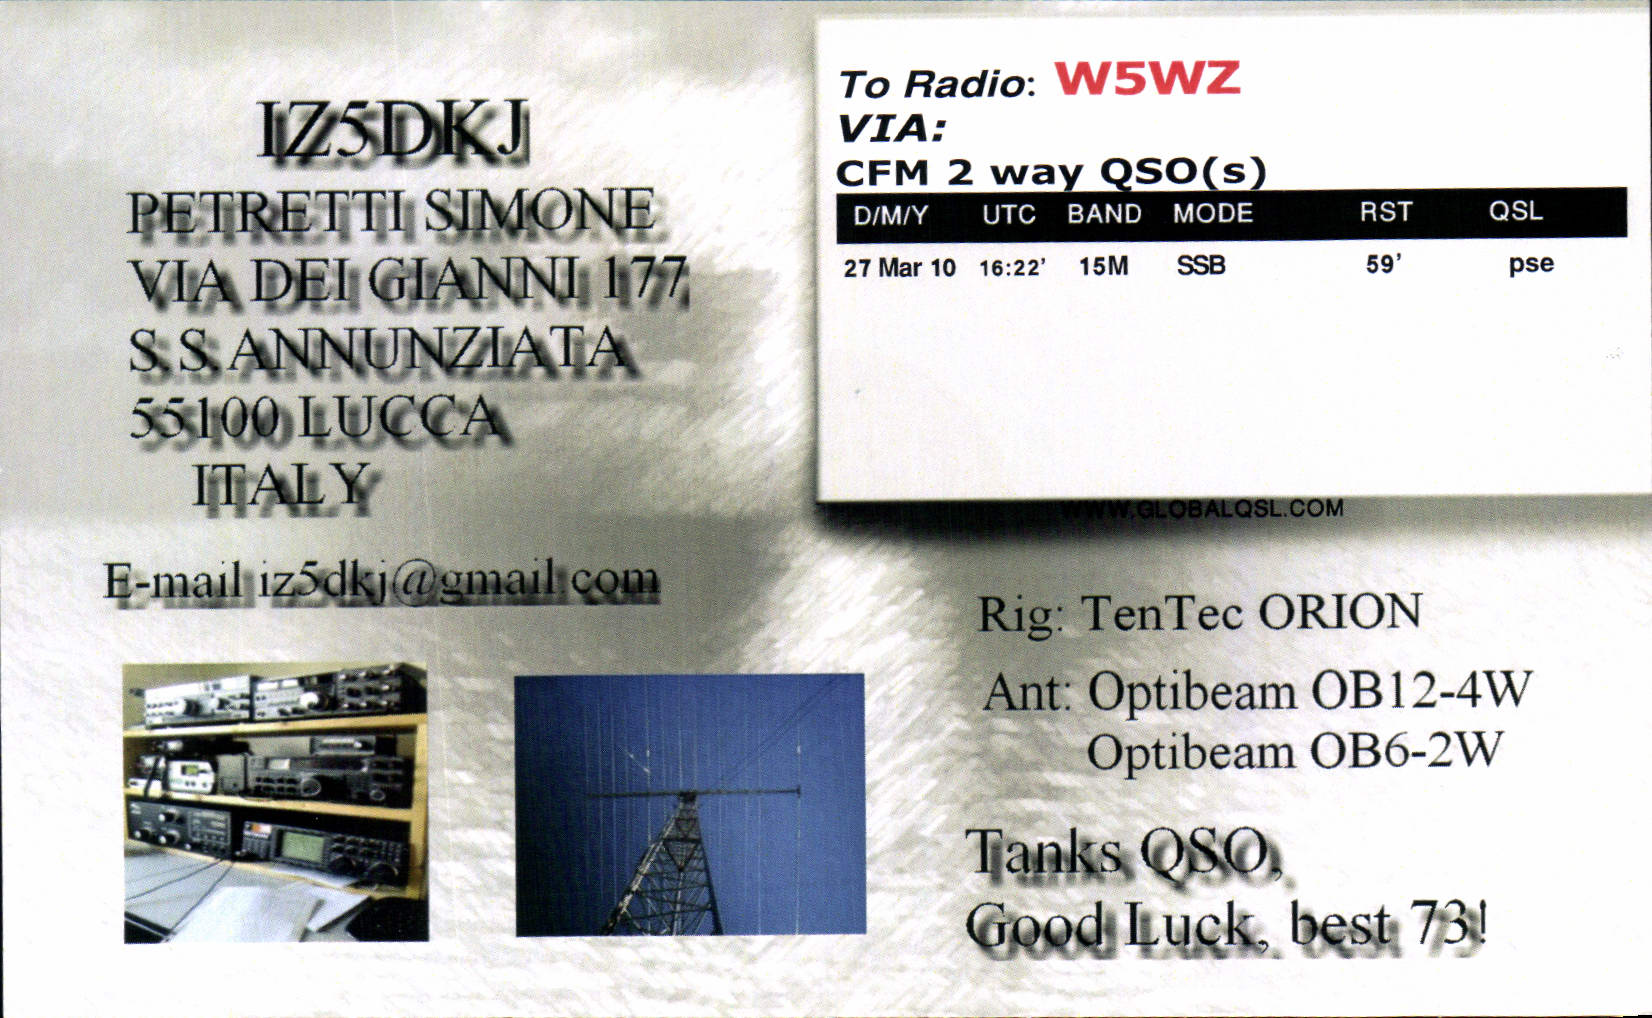 IZ5DKJ
PETRETTI SIMONE
VIA DEI GIANNI 177
S.S.ANNUNZIATA
55100 LUCCA
ITALY
E-mail iz5dkj@gmail.com
To Radio: W5WZ
VIA:
CFM 2 way QSO(s)
D/M/Y UTC BAND MODE RST QSL
27 Mar 10 16:22' 15M SSB 59' pse
WWW.GLOBALQSL.COM
Rig: TenTec ORION
Ant: Optibeam OB12-4W
Optibeam OB6-2W
Tanks QSO,
Good Luck, best 73!